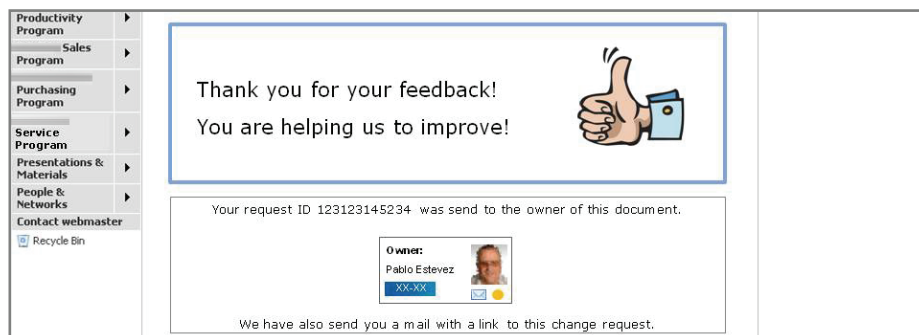 Productivity
Program
Sales
Program
Purchasing
Program
Service
Program
Presentations &
Materials
People &
Networks
Contact webmaster
Recycle Bin
Thank you for your feedback!
You are helping us to improve!
Your request ID 123123145234 was send to the owner of this document.
Owner:
Pablo Estevez
XX-XX
We have also send you a mail with a link to this change request.